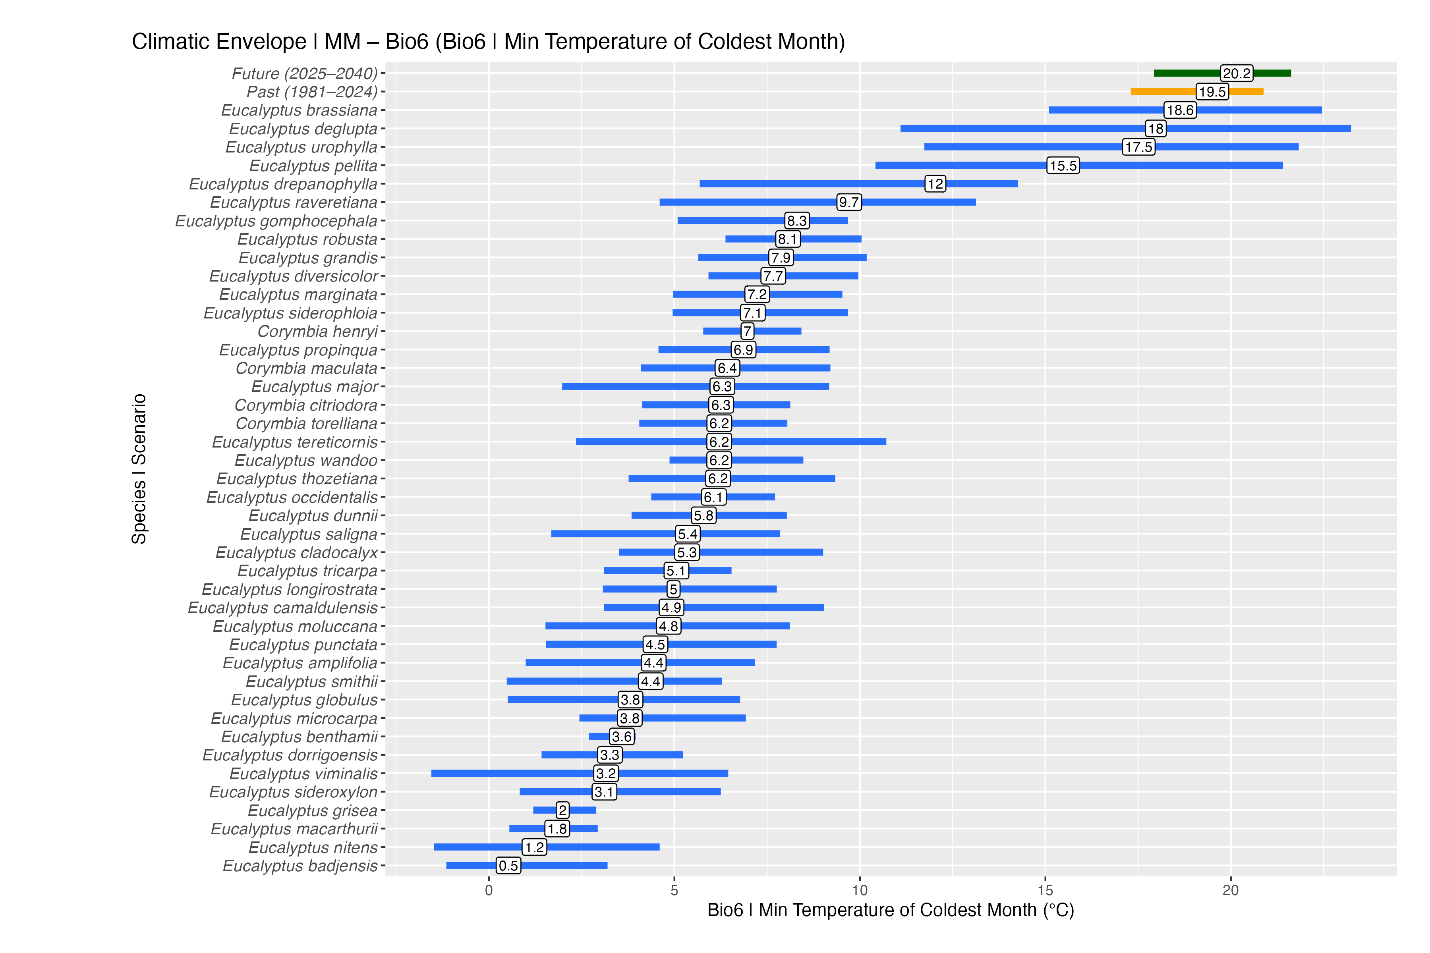 Climatic Envelope | MM – Bio6 (Bio6 | Min Temperature of Coldest Month)
Species | Scenario
Future (2025–2040) 20.2
Past (1981–2024) 19.5
Eucalyptus brassiana 18.6
Eucalyptus deglupta 18
Eucalyptus urophylla 17.5
Eucalyptus pellita 15.5
Eucalyptus drepanophylla 12
Eucalyptus raveretiana 9.7
Eucalyptus gomphocephala 8.3
Eucalyptus robusta 8.1
Eucalyptus grandis 7.9
Eucalyptus diversicolor 7.7
Eucalyptus marginata 7.2
Eucalyptus siderophloia 7.1
Corymbia henryi 7
Eucalyptus propinqua 6.9
Corymbia maculata 6.4
Eucalyptus major 6.3
Corymbia citriodora 6.3
Corymbia torelliana 6.2
Eucalyptus tereticornis 6.2
Eucalyptus wandoo 6.2
Eucalyptus thozetiana 6.2
Eucalyptus occidentalis 6.1
Eucalyptus dunnii 5.8
Eucalyptus saligna 5.4
Eucalyptus cladocalyx 5.3
Eucalyptus tricarpa 5.1
Eucalyptus longirostrata 5
Eucalyptus camaldulensis 4.9
Eucalyptus moluccana 4.8
Eucalyptus punctata 4.5
Eucalyptus amplifolia 4.4
Eucalyptus smithii 4.4
Eucalyptus globulus 3.8
Eucalyptus microcarpa 3.8
Eucalyptus benthamii 3.6
Eucalyptus dorrigoensis 3.3
Eucalyptus viminalis 3.2
Eucalyptus sideroxylon 3.1
Eucalyptus grisea 2
Eucalyptus macarthurii 1.8
Eucalyptus nitens 1.2
Eucalyptus badjensis 0.5
0 5 10 15 20
Bio6 | Min Temperature of Coldest Month (°C)